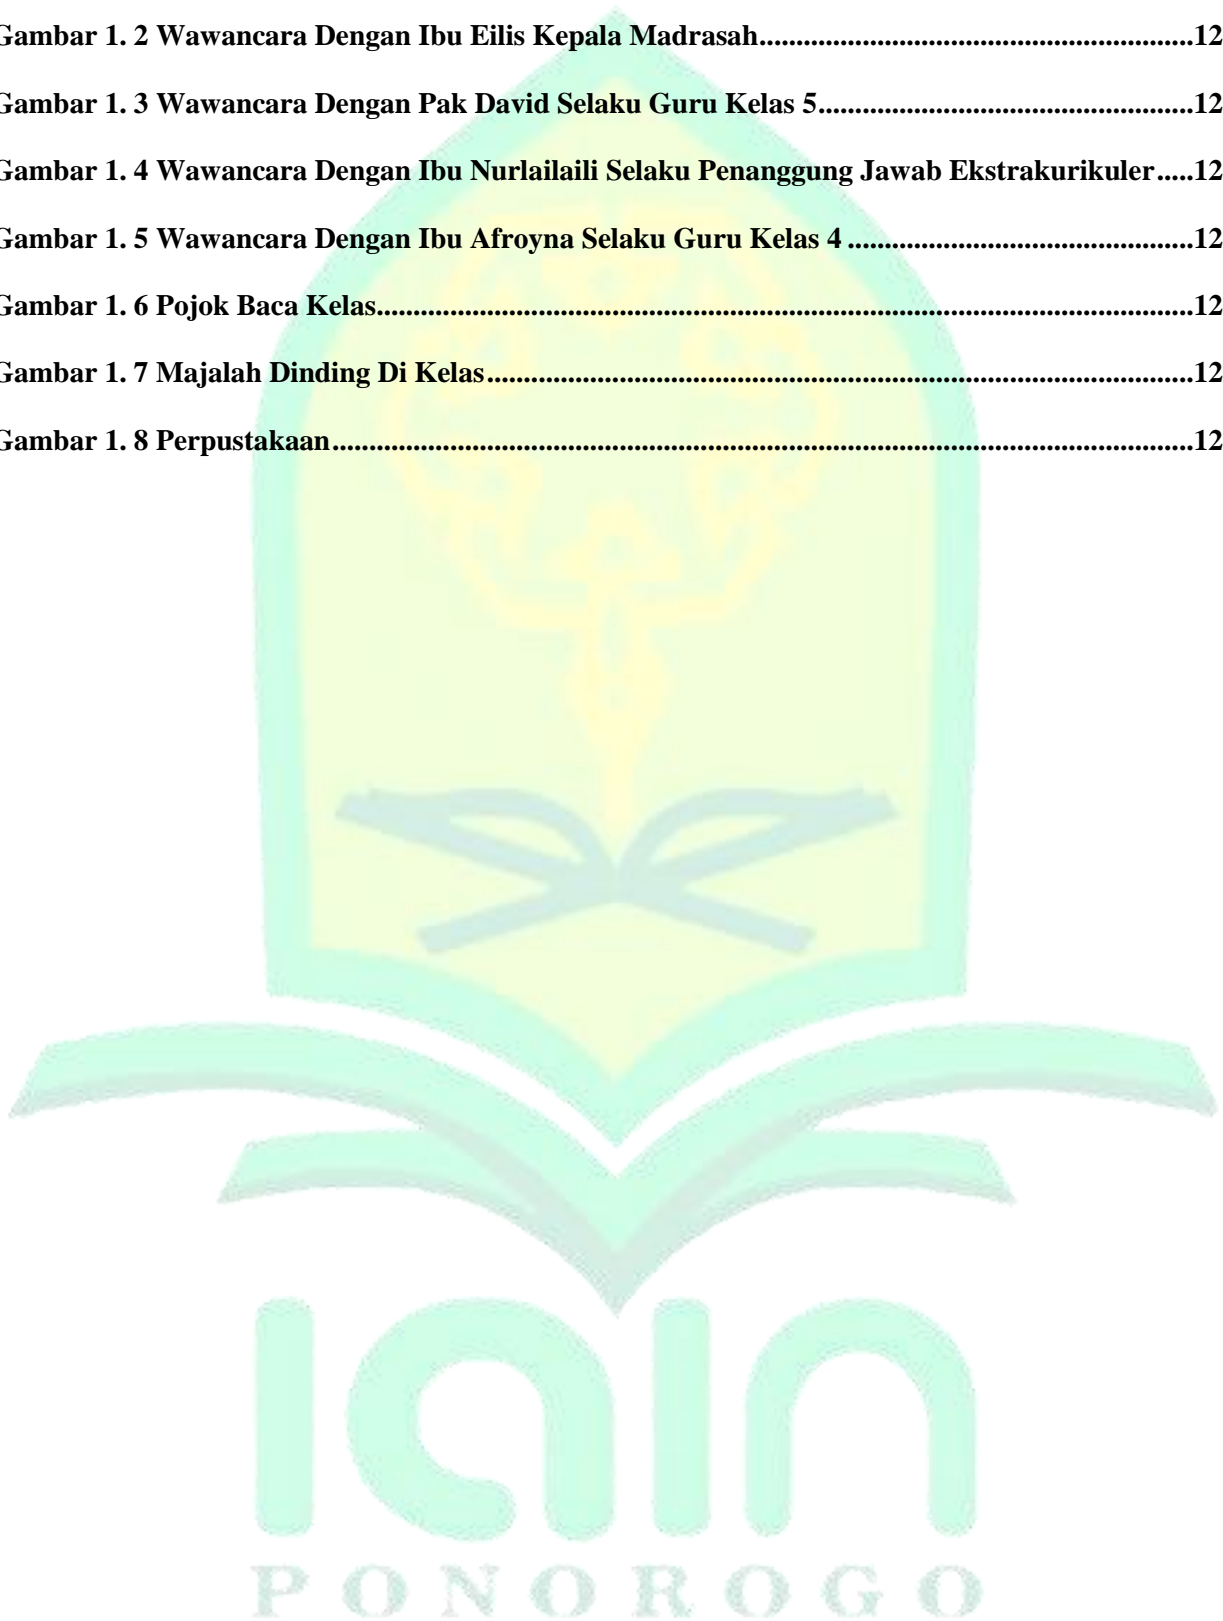 Gambar 1. 2 Wawancara Dengan Ibu Eilis Kepala Madrasah..........................................................12
Gambar 1. 3 Wawancara Dengan Pak David Selaku Guru Kelas 5..................................................12
Gambar 1. 4 Wawancara Dengan Ibu Nurlailaili Selaku Penanggung Jawab Ekstrakurikuler.....12
Gambar 1. 5 Wawancara Dengan Ibu Afroyna Selaku Guru Kelas 4 ..............................................12
Gambar 1. 6 Pojok Baca Kelas.............................................................................................................12
Gambar 1. 7 Majalah Dinding Di Kelas..............................................................................................12
Gambar 1. 8 Perpustakaan...................................................................................................................12
iain
PONOROGO